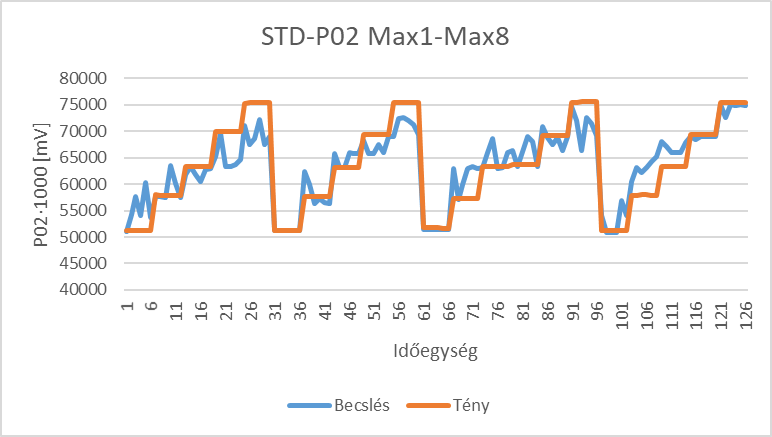 STD-P02 Max1-Max8
P02·1000 [mV]
80000
75000
70000
65000
60000
55000
50000
45000
40000
1 6 11 16 21 26 31 36 41 46 51 56 61 66 71 76 81 86 91 96 101 106 111 116 121 126
Időegység
Becslés Tény